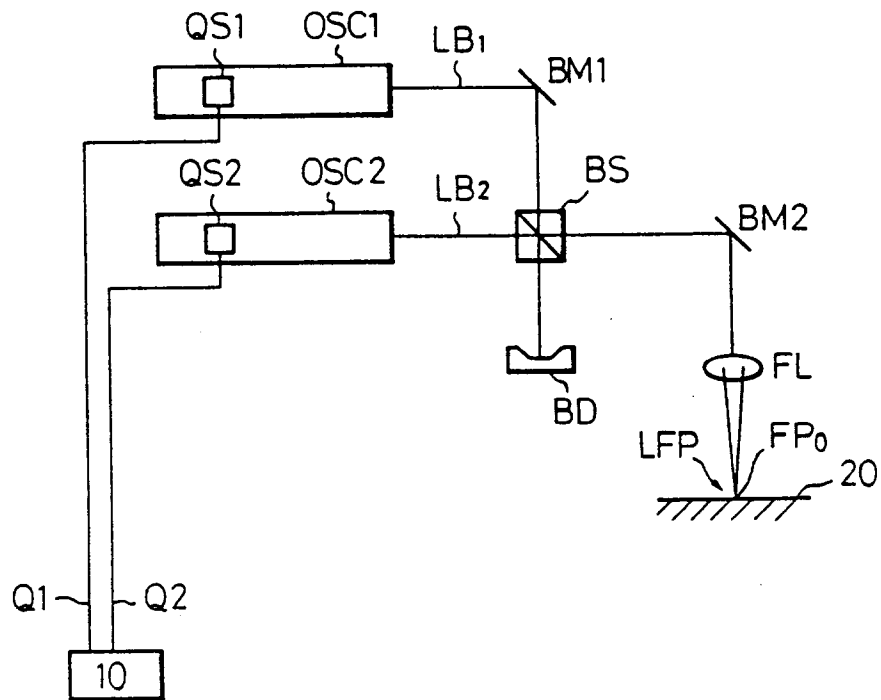 QS1 OSC1 LB₁ BM1
QS2 OSC2 LB₂ BS BM2
BD FL
LFP FP₀ 20
Q1 Q2
10